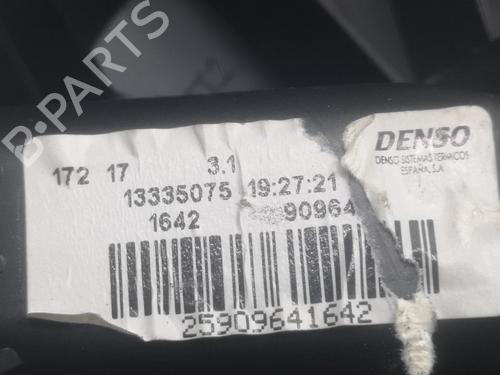 B-PARTS
172 17 3.1
13335075 19:27:21
1642 90964
25909641642
DENSO
DENSO SISTEMAS TERMICOS
ESPAÑA, S.A.